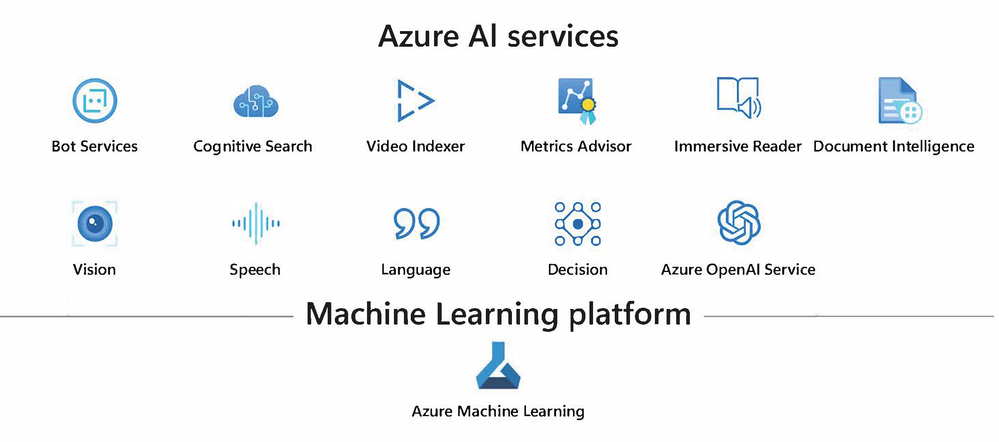 Azure AI services
Bot Services
Cognitive Search
Video Indexer
Metrics Advisor
Immersive Reader
Document Intelligence
Vision
Speech
Language
Decision
Azure OpenAI Service
Machine Learning platform
Azure Machine Learning